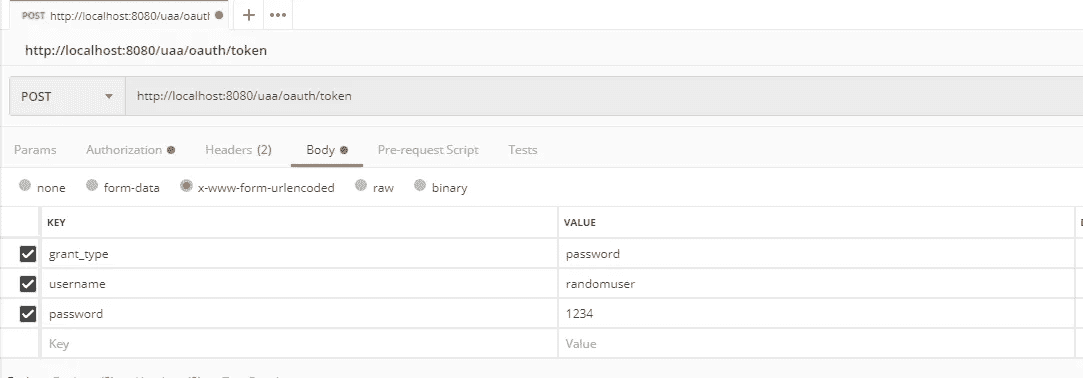 POST http://localhost:8080/uaa/oautl + •••
http://localhost:8080/uaa/oauth/token
POST http://localhost:8080/uaa/oauth/token
Params Authorization Headers (2) Body Pre-request Script Tests
none form-data x-www-form-urlencoded raw binary
KEY VALUE
grant_type password
username randomuser
password 1234
Key Value